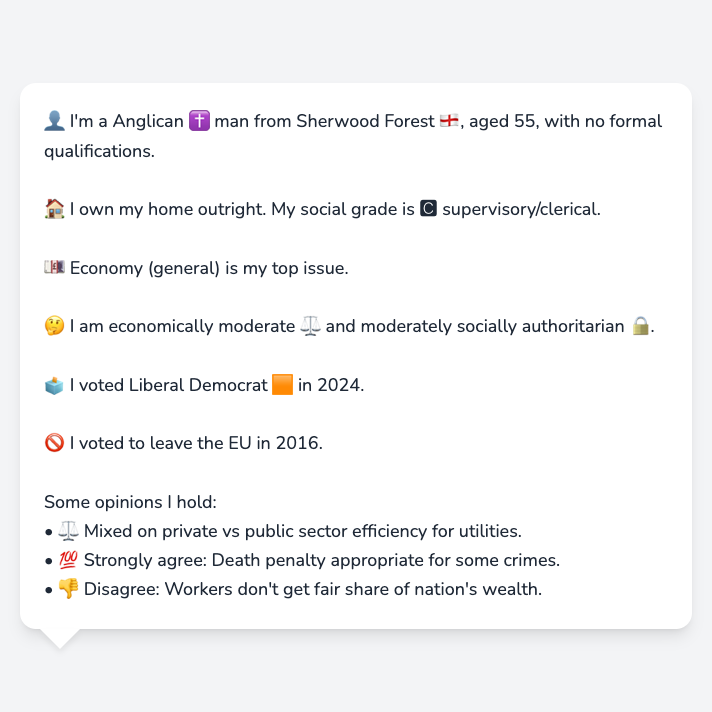 👤 I'm a Anglican ✝️ man from Sherwood Forest 🏴󠁧󠁢󠁥󠁮󠁧󠁿, aged 55, with no formal
qualifications.
🏠 I own my home outright. My social grade is 🅲 supervisory/clerical.
💷 Economy (general) is my top issue.
🤔 I am economically moderate ⚖️ and moderately socially authoritarian 🔒.
🗳️ I voted Liberal Democrat 🟧 in 2024.
🚫 I voted to leave the EU in 2016.
Some opinions I hold:
• ⚖️ Mixed on private vs public sector efficiency for utilities.
• 💯 Strongly agree: Death penalty appropriate for some crimes.
• 👎 Disagree: Workers don't get fair share of nation's wealth.